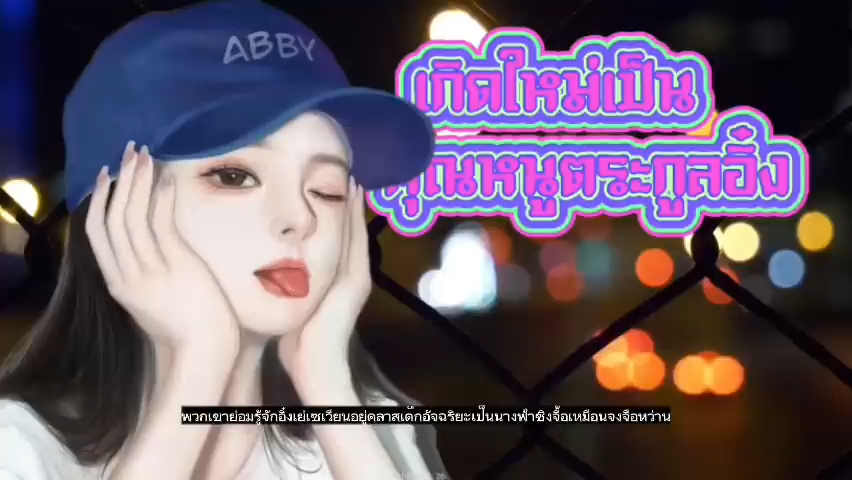 ABBY
เกิดใหม่เป็น
คุณหนูตระกูลอิ๋ง
พวกเขาย่อมรู้จักอิ๋งเย่เซเวียนอยู่คลาสเด็กอัจฉริยะเป็นนางฟ้าชิงจื้อเหมือนจงจือหว่าน